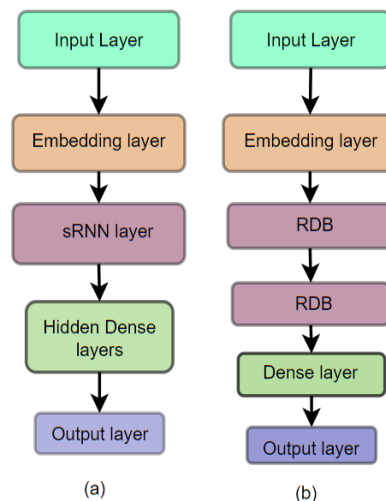 Input Layer
Embedding layer
sRNN layer
Hidden Dense
layers
Output layer
(a)
Input Layer
Embedding layer
RDB
RDB
Dense layer
Output layer
(b)